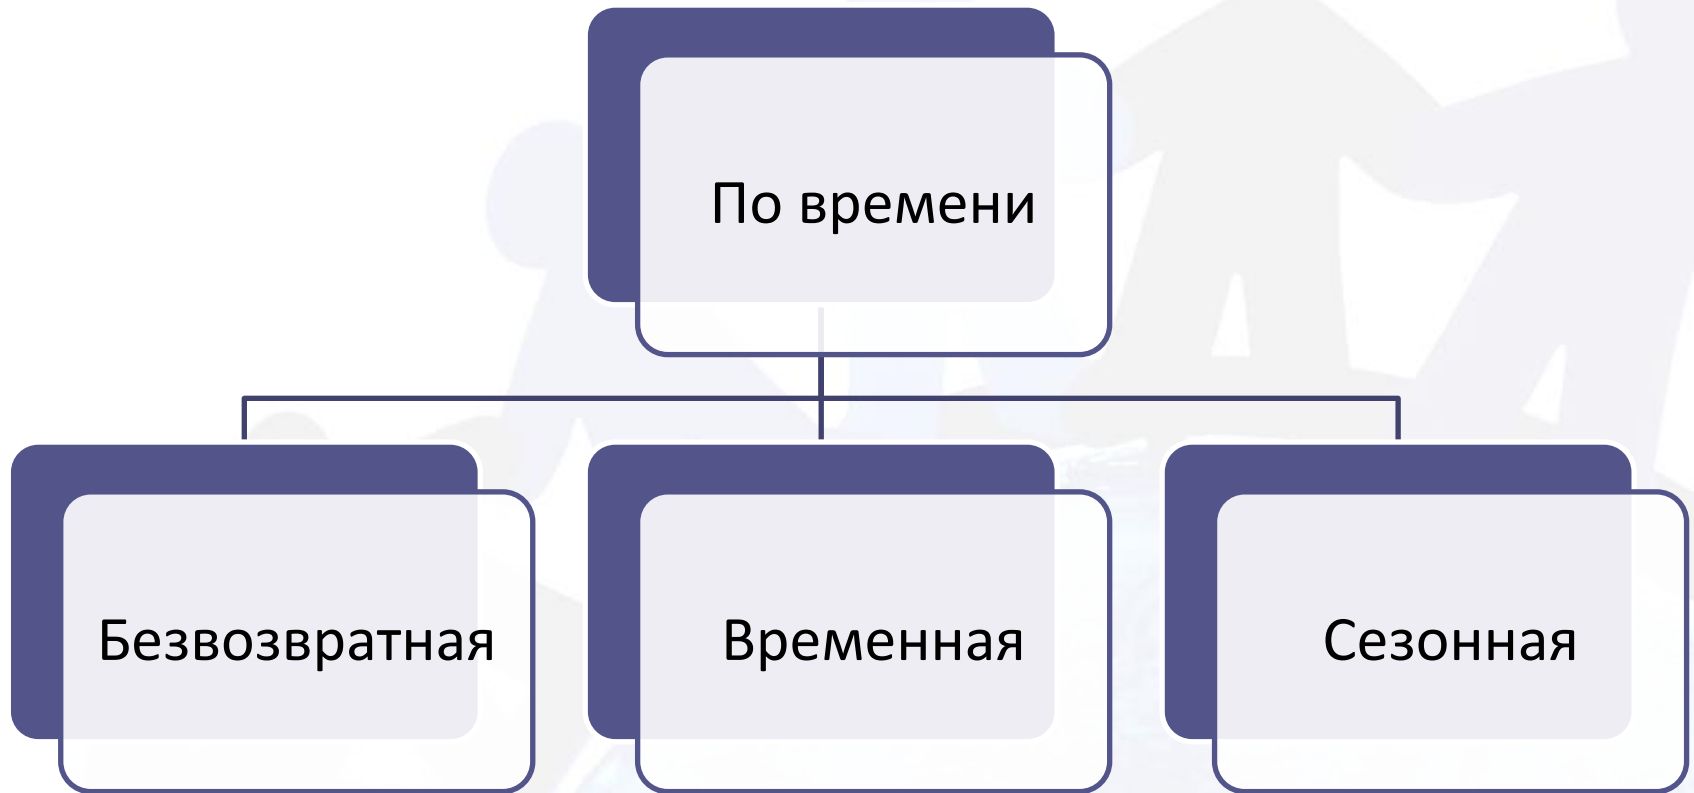 По времени
Безвозвратная
Временная
Сезонная